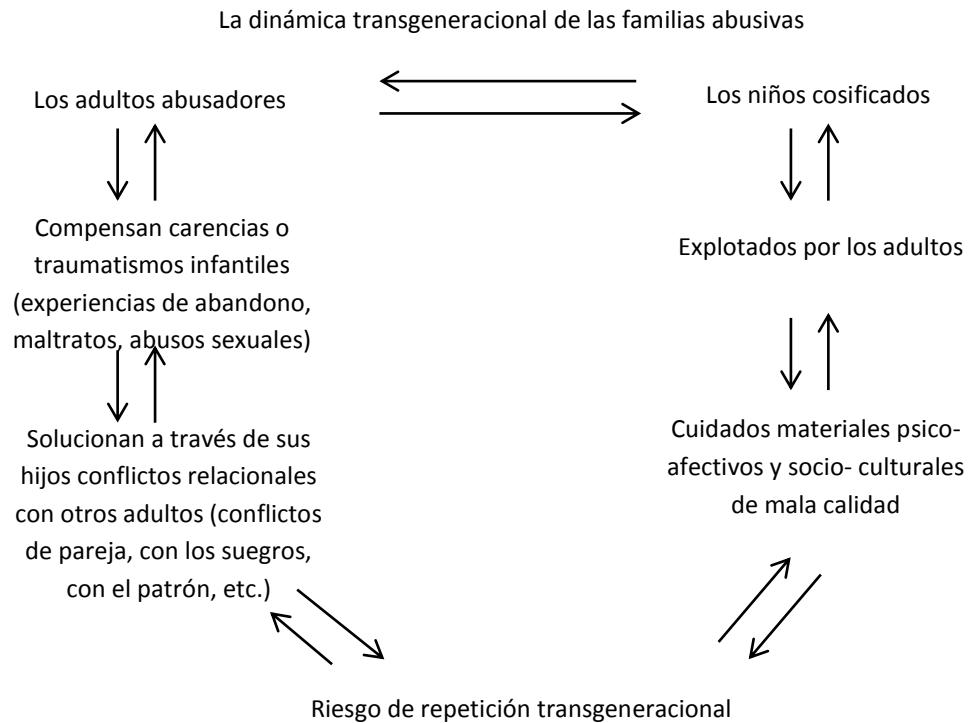 La dinámica transgeneracional de las familias abusivas
Los adultos abusadores
Los niños cosificados
Compensan carencias o
traumatismos infantiles
(experiencias de abandono,
maltratos, abusos sexuales)
Explotados por los adultos
Solucionan a través de sus
hijos conflictos relacionales
con otros adultos (conflictos
de pareja, con los suegros,
con el patrón, etc.)
Cuidados materiales psico-
afectivos y socio- culturales
de mala calidad
Riesgo de repetición transgeneracional